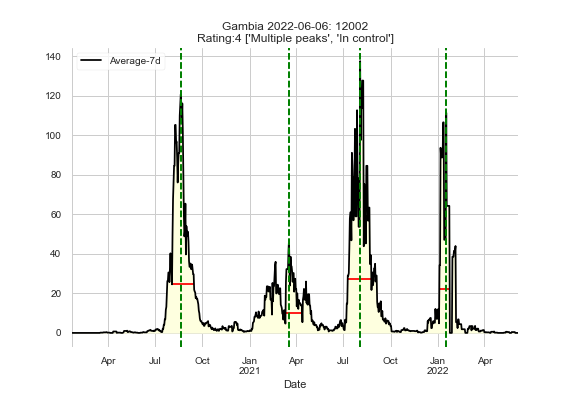 Gambia 2022-06-06: 12002
Rating:4 ['Multiple peaks', 'In control']
Average-7d
140
120
100
80
60
40
20
0
Apr Jul Oct Jan Apr Jul Oct Jan Apr
2021 2022
Date